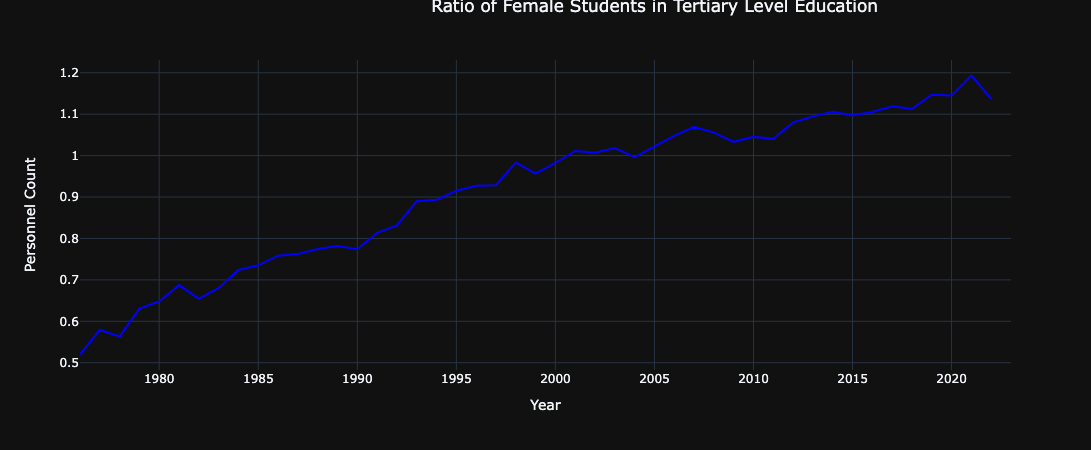 Ratio of Female Students in Tertiary Level Education
1.2
1.1
1
0.9
0.8
0.7
0.6
0.5
Personnel Count
1980 1985 1990 1995 2000 2005 2010 2015 2020
Year